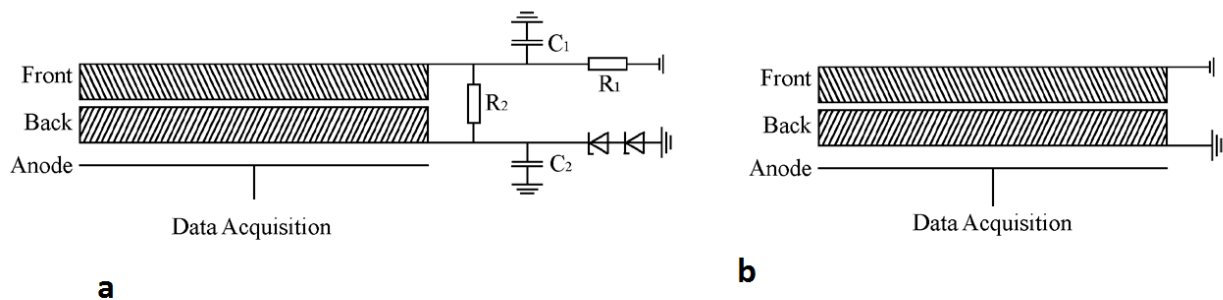 C₁
Front
R₁
R₂
Back
C₂
Anode
Data Acquisition
a
Front
Back
Anode
Data Acquisition
b